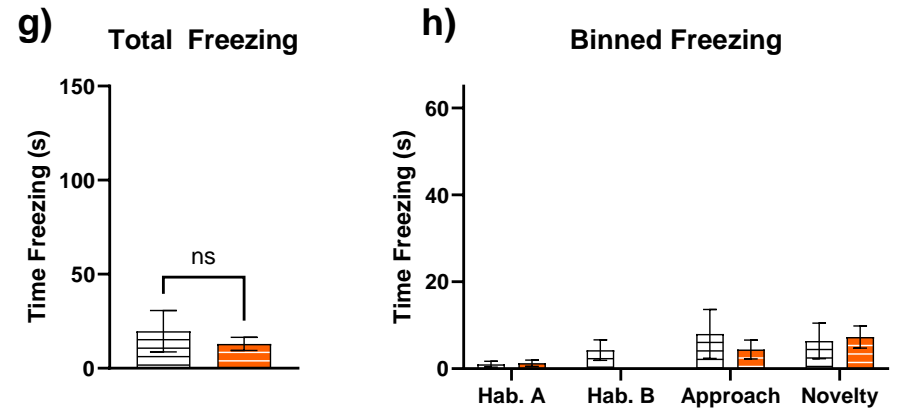 g)
Total Freezing
Time Freezing (s)
150
100
50
0
ns
h)
Binned Freezing
Time Freezing (s)
60
40
20
0
Hab. A Hab. B Approach Novelty